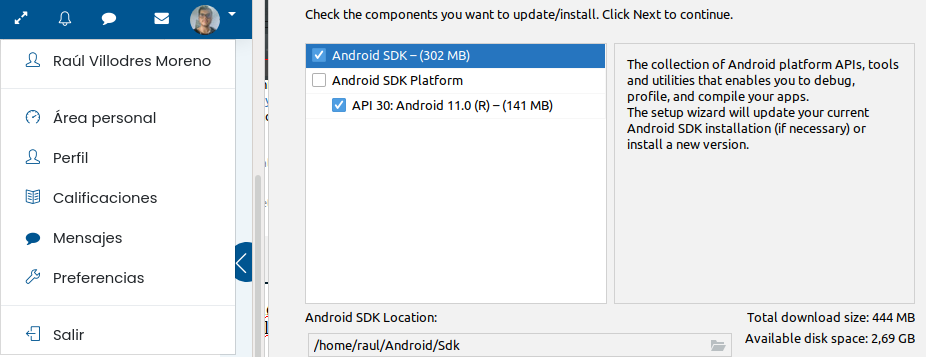 Raúl Villodres Moreno
Área personal
Perfil
Calificaciones
Mensajes
Preferencias
Salir
Check the components you want to update/install. Click Next to continue.
Android SDK – (302 MB)
Android SDK Platform
API 30: Android 11.0 (R) – (141 MB)
The collection of Android platform APIs, tools
and utilities that enables you to debug,
profile, and compile your apps.
The setup wizard will update your current
Android SDK installation (if necessary) or
install a new version.
Android SDK Location:
/home/raul/Android/Sdk
Total download size: 444 MB
Available disk space: 2,69 GB